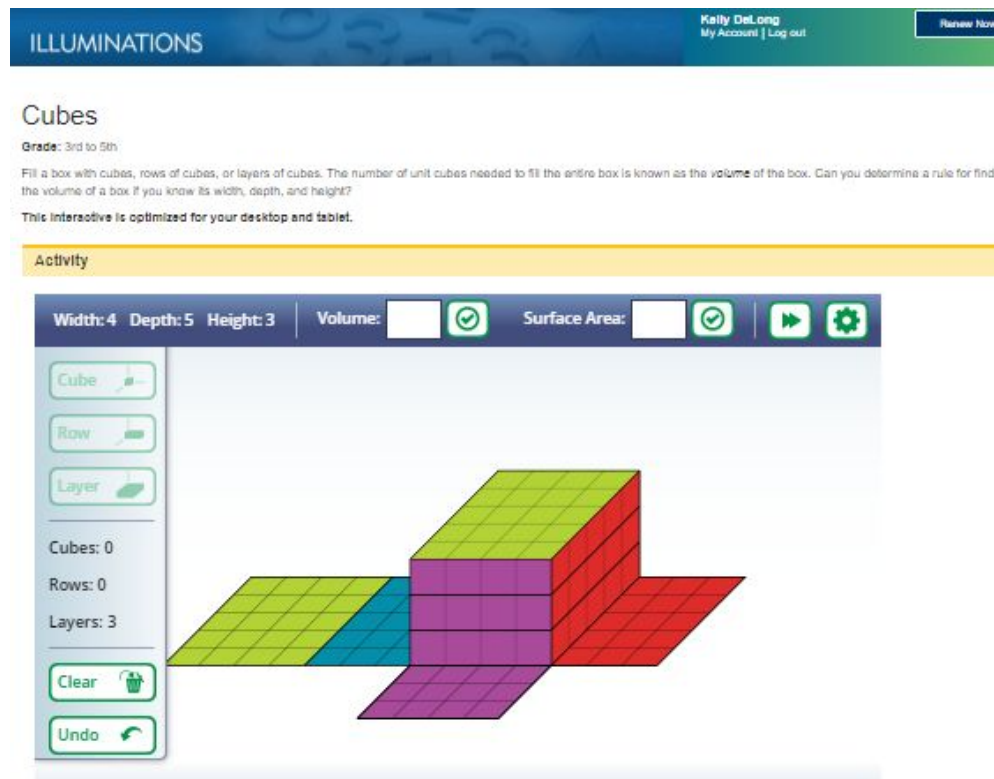 Kelly DeLong
My Account | Log out
Renew Now
ILLUMINATIONS
Cubes
Grade: 3rd to 5th
Fill a box with cubes, rows of cubes, or layers of cubes. The number of unit cubes needed to fill the entire box is known as the volume of the box. Can you determine a rule for find
the volume of a box if you know its width, depth, and height?
This interactive is optimized for your desktop and tablet.
Activity
Width: 4 Depth: 5 Height: 3 Volume: Surface Area:
Cube
Row
Layer
Cubes: 0
Rows: 0
Layers: 3
Clear
Undo